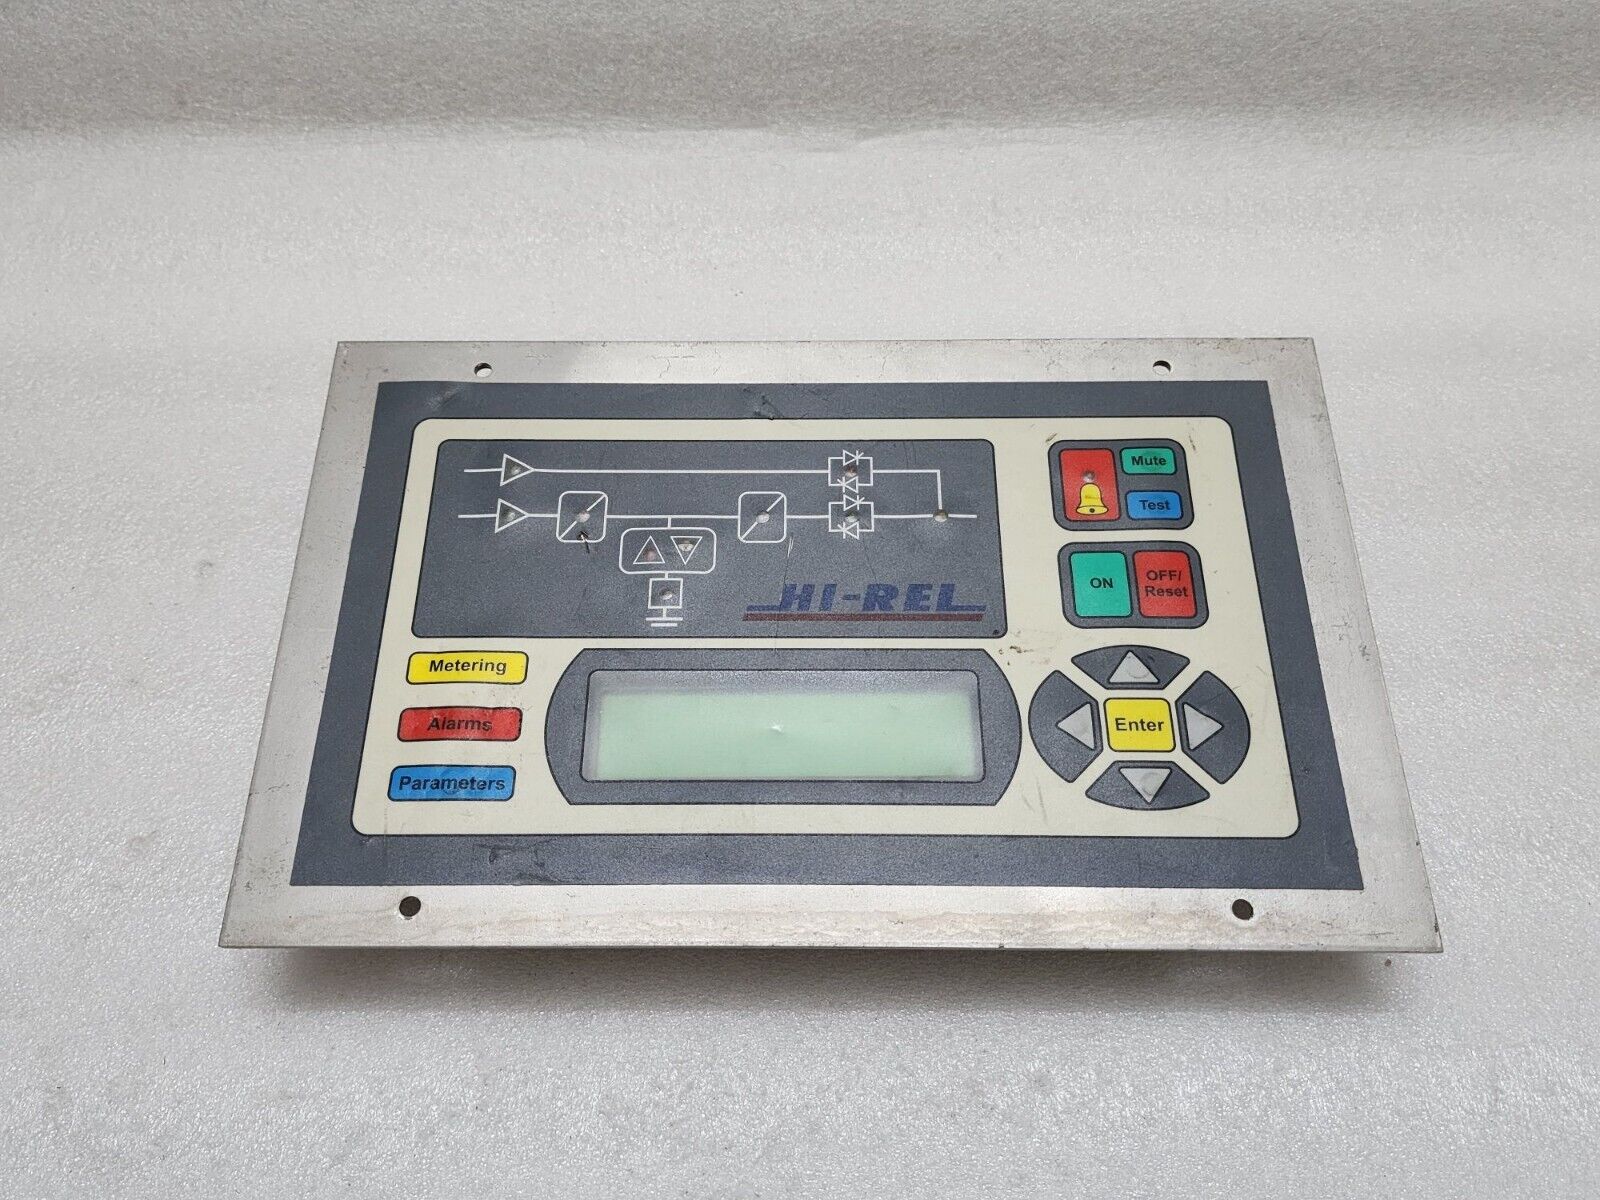 Mute
Test
ON
OFF/
Reset
HI-REL
Metering
Alarms
Parameters
Enter